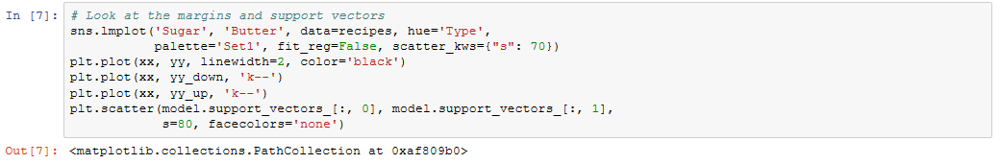 In [7]: # Look at the margins and support vectors
sns.lmplot('Sugar', 'Butter', data=recipes, hue='Type',
           palette='Set1', fit_reg=False, scatter_kws={"s": 70})
plt.plot(xx, yy, linewidth=2, color='black')
plt.plot(xx, yy_down, 'k--')
plt.plot(xx, yy_up, 'k--')
plt.scatter(model.support_vectors_[:, 0], model.support_vectors_[:, 1],
            s=80, facecolors='none')
Out[7]: <matplotlib.collections.PathCollection at 0xaf809b0>